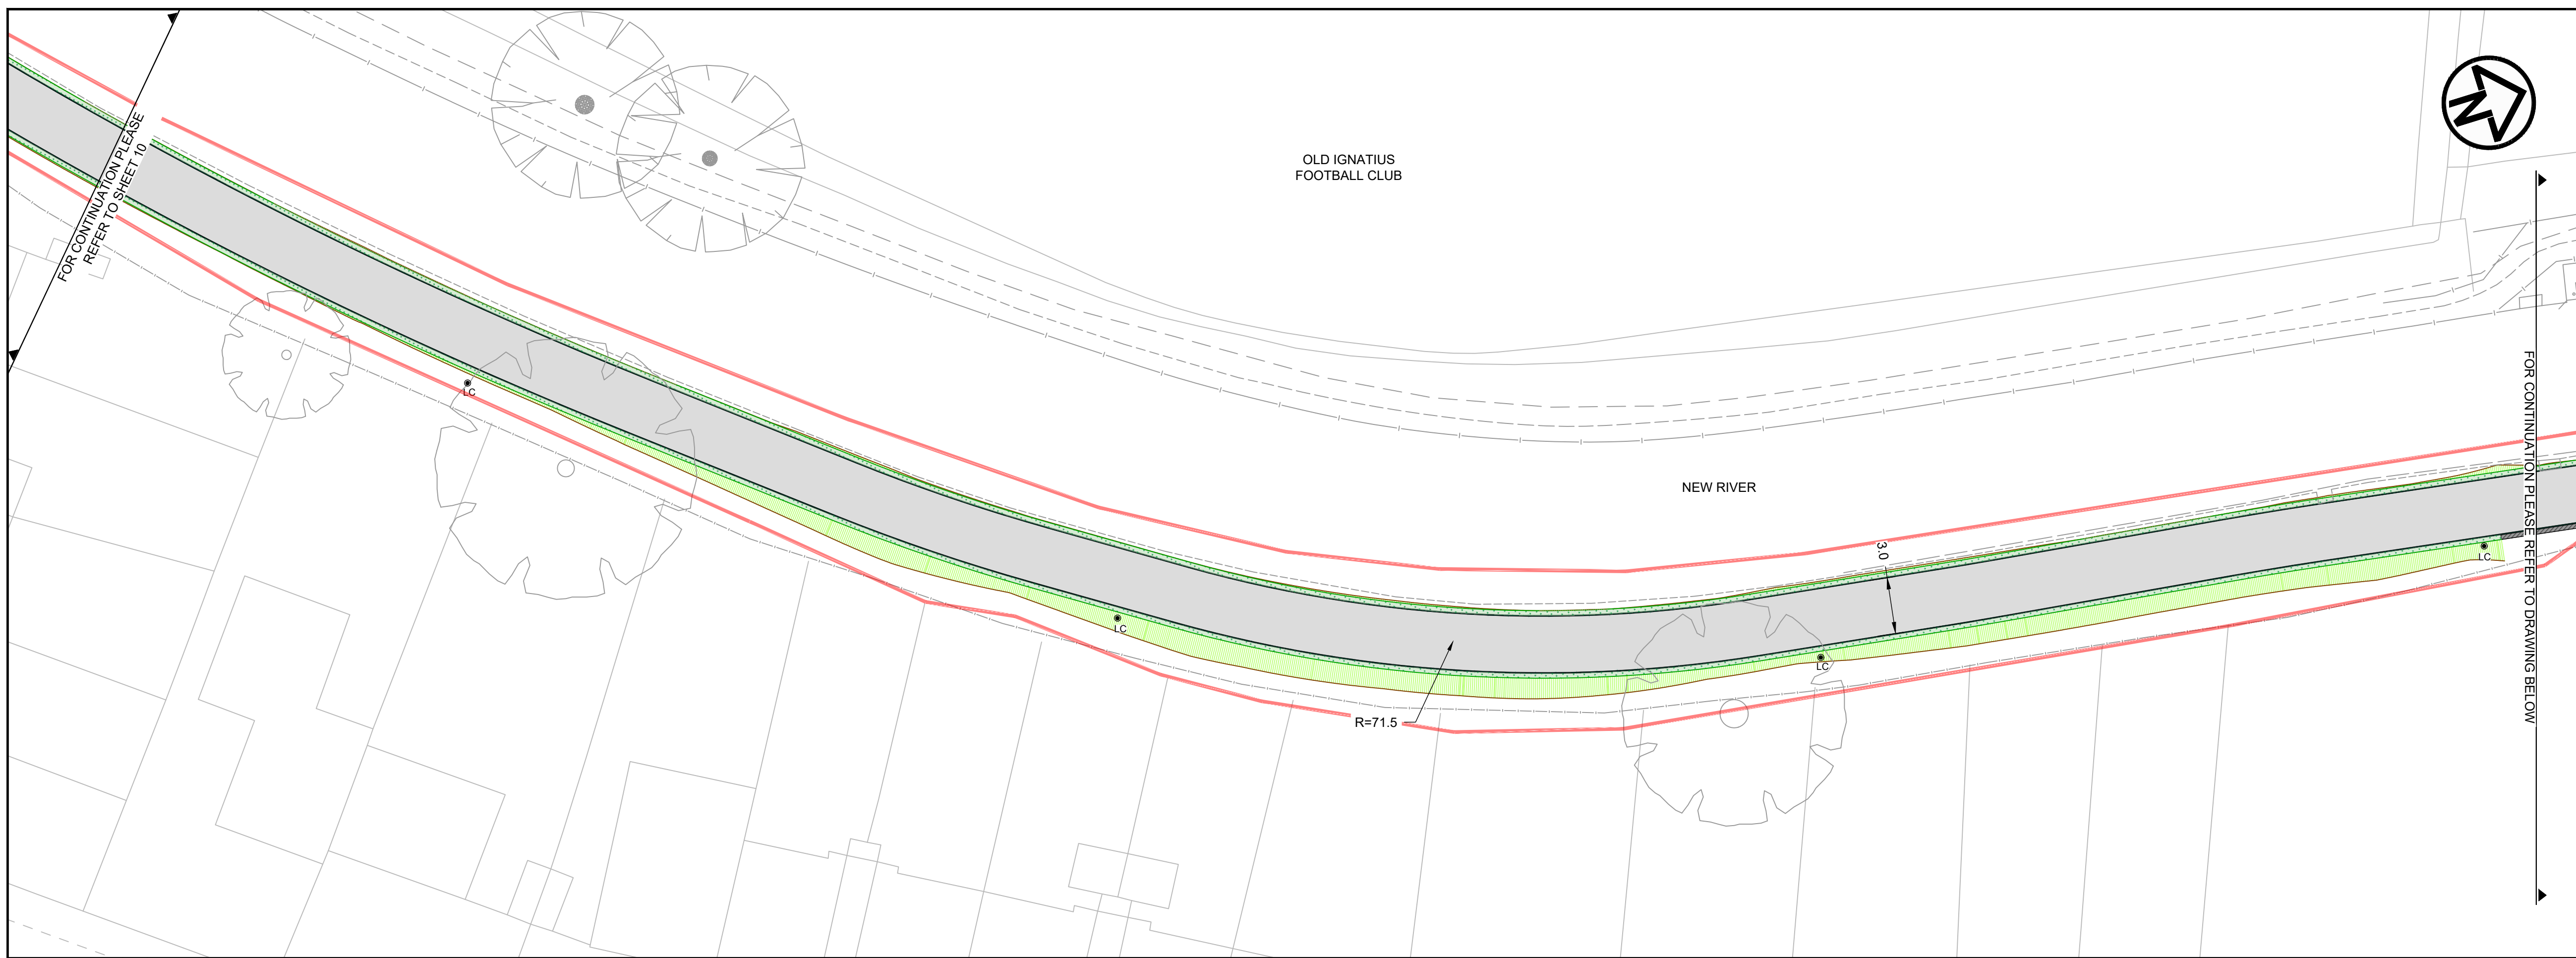 FOR CONTINUATION PLEASE
REFER TO SHEET 10
OLD IGNATIUS
FOOTBALL CLUB
N
NEW RIVER
3.0
R=71.5
LC
LC
LC
LC
FOR CONTINUATION PLEASE REFER TO DRAWING BELOW